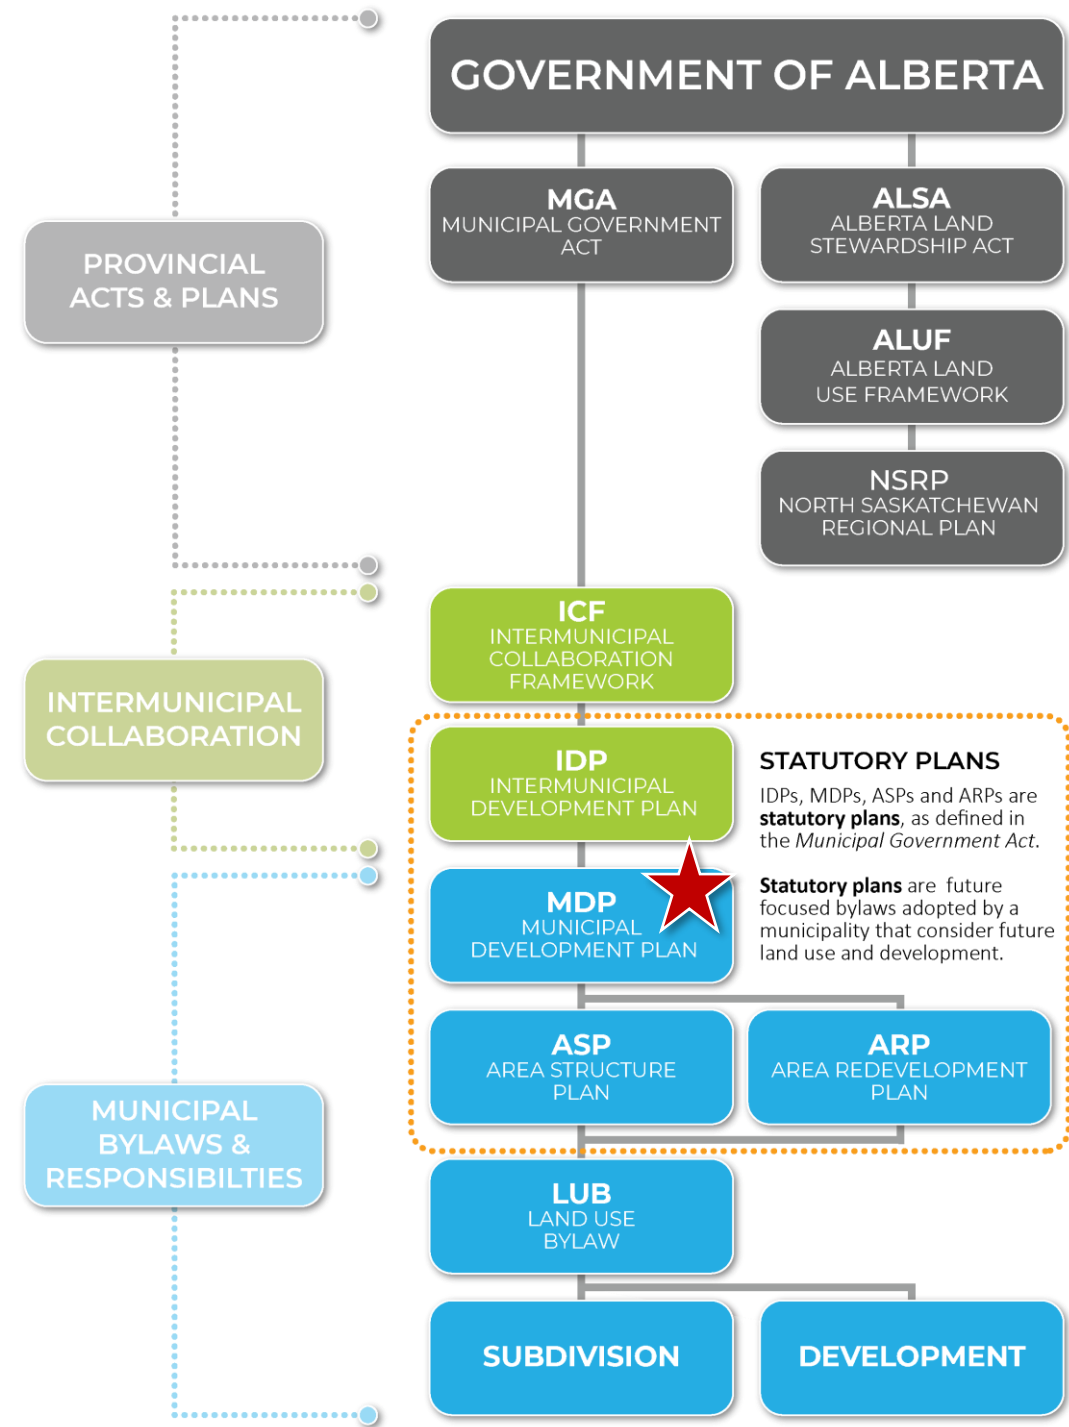 GOVERNMENT OF ALBERTA
MGA
MUNICIPAL GOVERNMENT
ACT
ALSA
ALBERTA LAND
STEWARDSHIP ACT
PROVINCIAL
ACTS & PLANS
ALUF
ALBERTA LAND
USE FRAMEWORK
NSRP
NORTH SASKATCHEWAN
REGIONAL PLAN
ICF
INTERMUNICIPAL
COLLABORATION
FRAMEWORK
INTERMUNICIPAL
COLLABORATION
IDP
INTERMUNICIPAL
DEVELOPMENT PLAN
STATUTORY PLANS
IDPs, MDPs, ASPs and ARPs are
statutory plans, as defined in
the Municipal Government Act.
Statutory plans are future
focused bylaws adopted by a
municipality that consider future
land use and development.
MDP
MUNICIPAL
DEVELOPMENT PLAN
ASP
AREA STRUCTURE
PLAN
ARP
AREA REDEVELOPMENT
PLAN
MUNICIPAL
BYLAWS &
RESPONSIBILTIES
LUB
LAND USE
BYLAW
SUBDIVISION
DEVELOPMENT